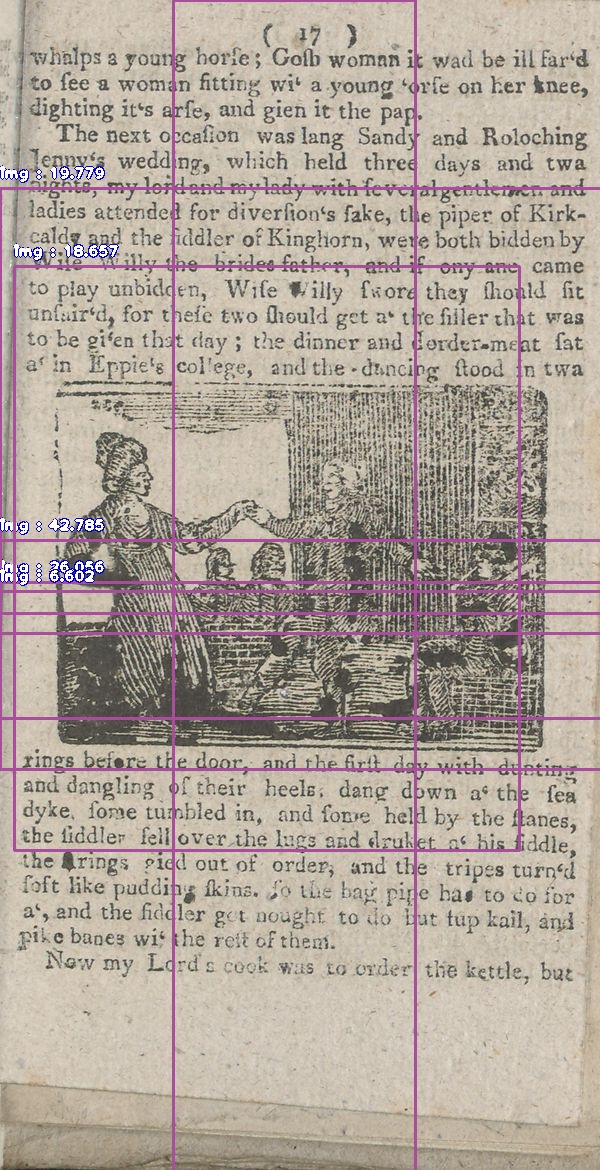 ( 17 )
whalps a young horſe ; Goſh woman it wad be ill far'd
to ſee a woman ſitting wi' a young 'orſe on her knee,
dighting it's arſe, and gien it the pap.
The next occaſion was lang Sandy and Roloching
Jenny's wedding, which held three days and twa
Img : 19.779
nights, my lord and my lady with ſeveral gentlemen and
ladies attended for diverſion's ſake, the piper of Kirk-
caldy and the fiddler of Kinghorn, were both bidden by
Img : 18.657
Wiſe Willy the brides father, and if ony ane came
to play unbidden, Wiſe Willy ſwore they ſhould ſit
unſair'd, for theſe two ſhould get a' the ſiller that was
to be gi'en that day ; the dinner and ſorder-meat ſat
a' in Eppie's college, and the dancing ſtood in twa
Img : 42.785
Img : 26.056
Img : 6.602
rings before the door, and the firſt day with dunting
and dangling of their heels, dang down a' the ſea
dyke, ſome tumbled in, and ſome held by the ſtanes,
the fiddler fell over the lugs and druket a' his fiddle,
the ſtrings gied out of order, and the tripes turn'd
ſoft like pudding ſkins. ſo the bag pipe had to do for
a', and the fiddler got nought to do but ſup kail, and
pike banes wi' the reſt of them.
Now my Lord's cook was to order the kettle, but